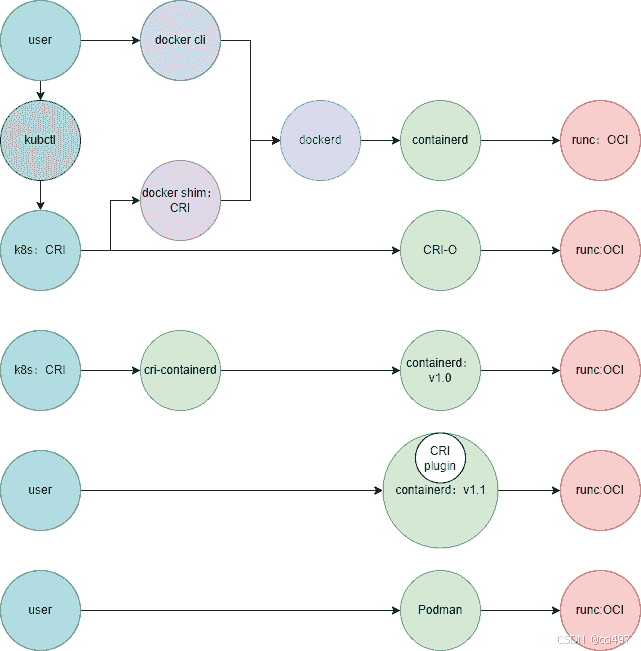 user
docker cli
kubctl
dockerd
containerd
runc：OCI
docker shim：
CRI
k8s：CRI
CRI-O
runc:OCI
k8s：CRI
cri-containerd
containerd：
v1.0
runc:OCI
CRI
plugin
user
containerd：v1.1
runc:OCI
user
Podman
runc:OCI
CSDN @cci497